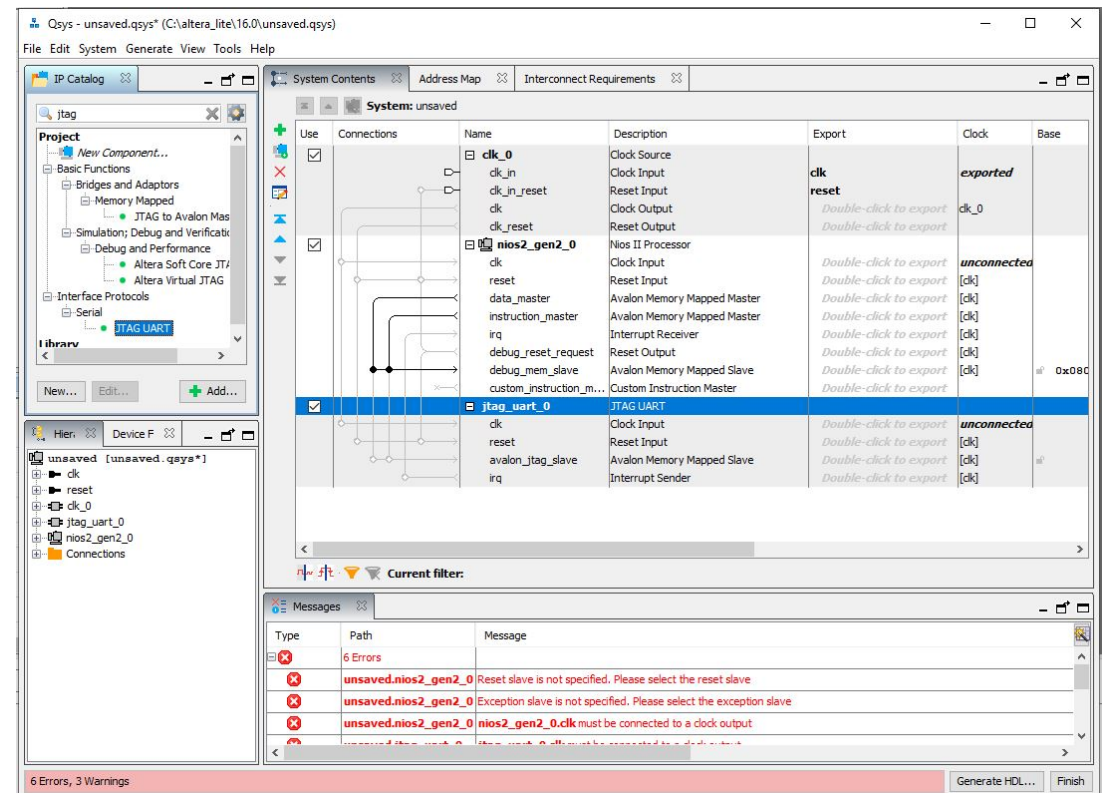 Qsys - unsaved.qsys* (C:\altera_lite\16.0\unsaved.qsys)
File Edit System Generate View Tools Help
IP Catalog
jtag
Project
New Component...
Basic Functions
Bridges and Adaptors
Memory Mapped
JTAG to Avalon Mas
Simulation; Debug and Verificatic
Debug and Performance
Altera Soft Core JTA
Altera Virtual JTAG
Interface Protocols
Serial
JTAG UART
Library
New... Edit... Add...
Hier. Device F
unsaved [unsaved.qsys*]
clk
reset
clk_0
jtag_uart_0
nios2_gen2_0
Connections
System Contents Address Map Interconnect Requirements
System: unsaved
Use Connections Name Description Export Clock Base
clk_0 Clock Source
clk_in Clock Input clk exported
clk_in_reset Reset Input reset
clk Clock Output Double-click to export clk_0
clk_reset Reset Output Double-click to export
nios2_gen2_0 Nios II Processor
clk Clock Input Double-click to export unconnected
reset Reset Input Double-click to export [clk]
data_master Avalon Memory Mapped Master Double-click to export [clk]
instruction_master Avalon Memory Mapped Master Double-click to export [clk]
irq Interrupt Receiver Double-click to export [clk]
debug_reset_request Reset Output Double-click to export [clk]
debug_mem_slave Avalon Memory Mapped Slave Double-click to export [clk] 0x080
custom_instruction_m... Custom Instruction Master Double-click to export
jtag_uart_0 JTAG UART
clk Clock Input Double-click to export unconnected
reset Reset Input Double-click to export [clk]
avalon_jtag_slave Avalon Memory Mapped Slave Double-click to export [clk]
irq Interrupt Sender Double-click to export [clk]
Current filter:
Messages
Type Path Message
6 Errors
unsaved.nios2_gen2_0 Reset slave is not specified. Please select the reset slave
unsaved.nios2_gen2_0 Exception slave is not specified. Please select the exception slave
unsaved.nios2_gen2_0 nios2_gen2_0.clk must be connected to a clock output
6 Errors, 3 Warnings
Generate HDL... Finish